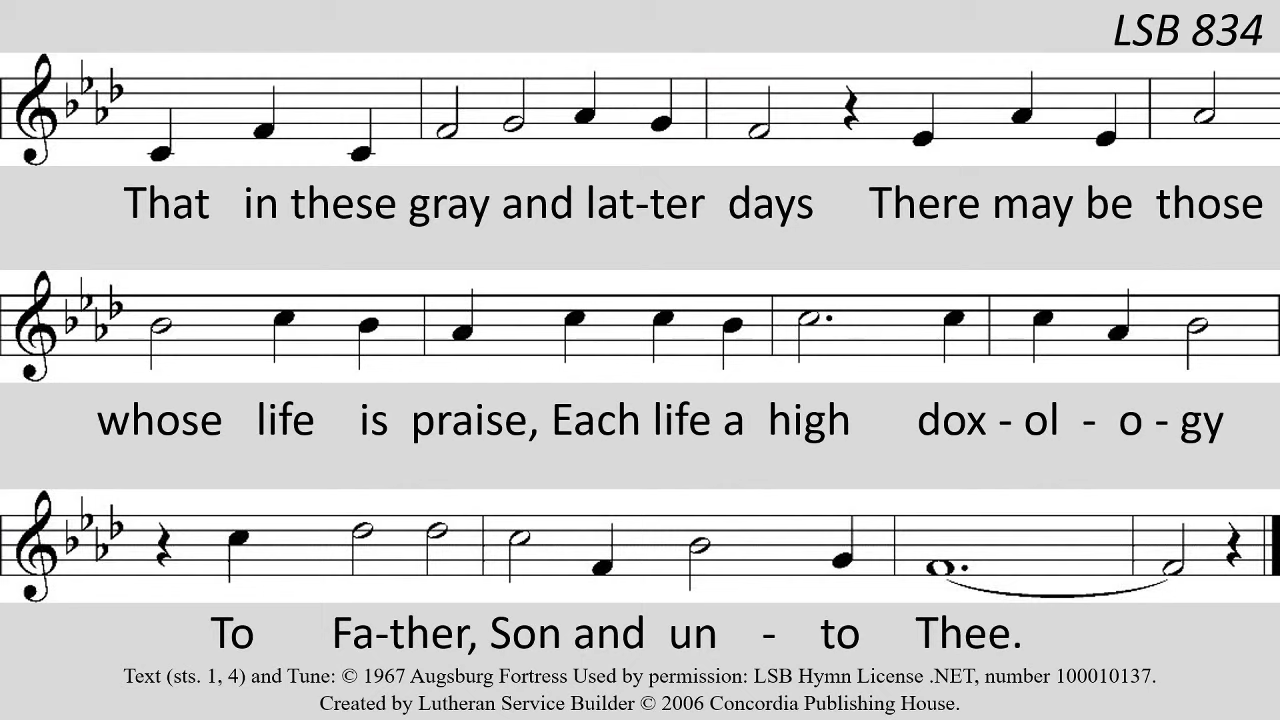 LSB 834
That in these gray and lat-ter days There may be those
whose life is praise, Each life a high dox - ol - o - gy
To Fa-ther, Son and un - to Thee.
Text (sts. 1, 4) and Tune: © 1967 Augsburg Fortress Used by permission: LSB Hymn License .NET, number 100010137.
Created by Lutheran Service Builder © 2006 Concordia Publishing House.